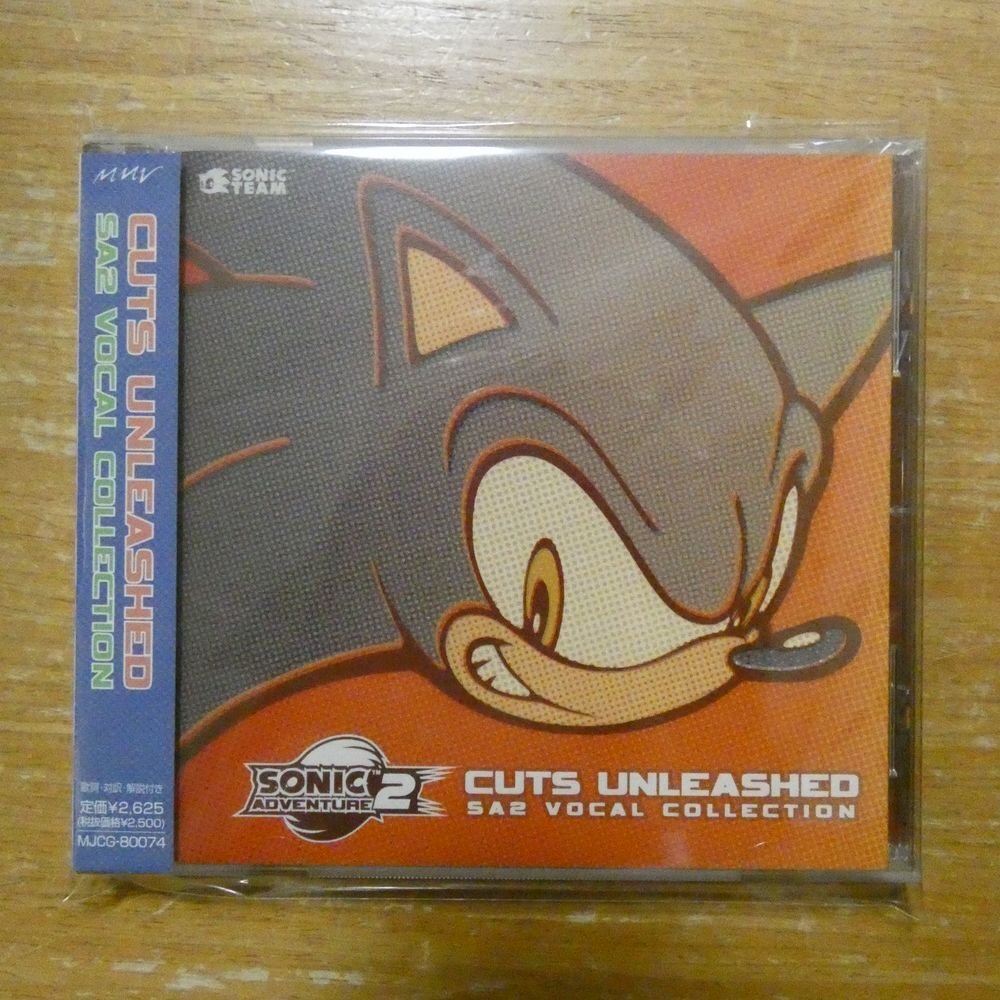 MMV
CUTS UNLEASHED
SA2 VOCAL COLLECTION
歌詞・対訳・解説付き
定価¥2,625
(税抜価格¥2,500)
MJCG-80074
SONIC
TEAM
SONIC™
ADVENTURE 2
CUTS UNLEASHED
SA2 VOCAL COLLECTION